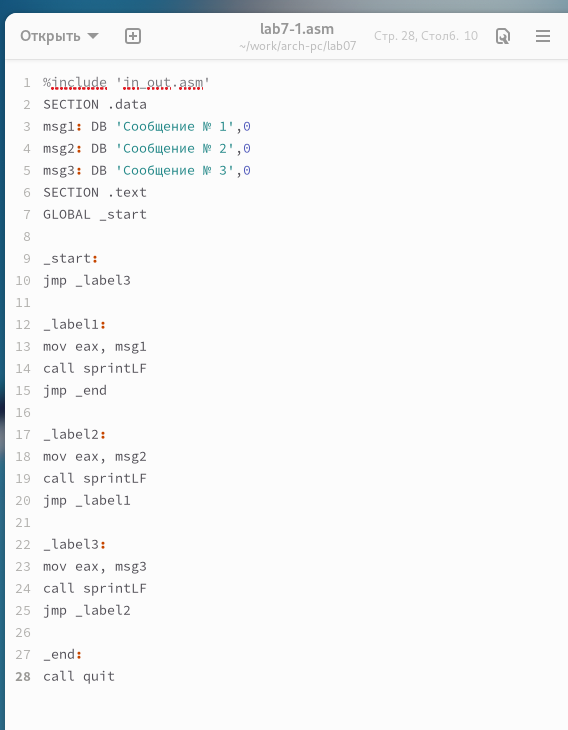 Открыть
lab7-1.asm
~/work/arch-pc/lab07
Стр. 28, Столб. 10
1 %include 'in_out.asm'
2 SECTION .data
3 msg1: DB 'Сообщение № 1',0
4 msg2: DB 'Сообщение № 2',0
5 msg3: DB 'Сообщение № 3',0
6 SECTION .text
7 GLOBAL _start
8
9 _start:
10 jmp _label3
11
12 _label1:
13 mov eax, msg1
14 call sprintLF
15 jmp _end
16
17 _label2:
18 mov eax, msg2
19 call sprintLF
20 jmp _label1
21
22 _label3:
23 mov eax, msg3
24 call sprintLF
25 jmp _label2
26
27 _end:
28 call quit